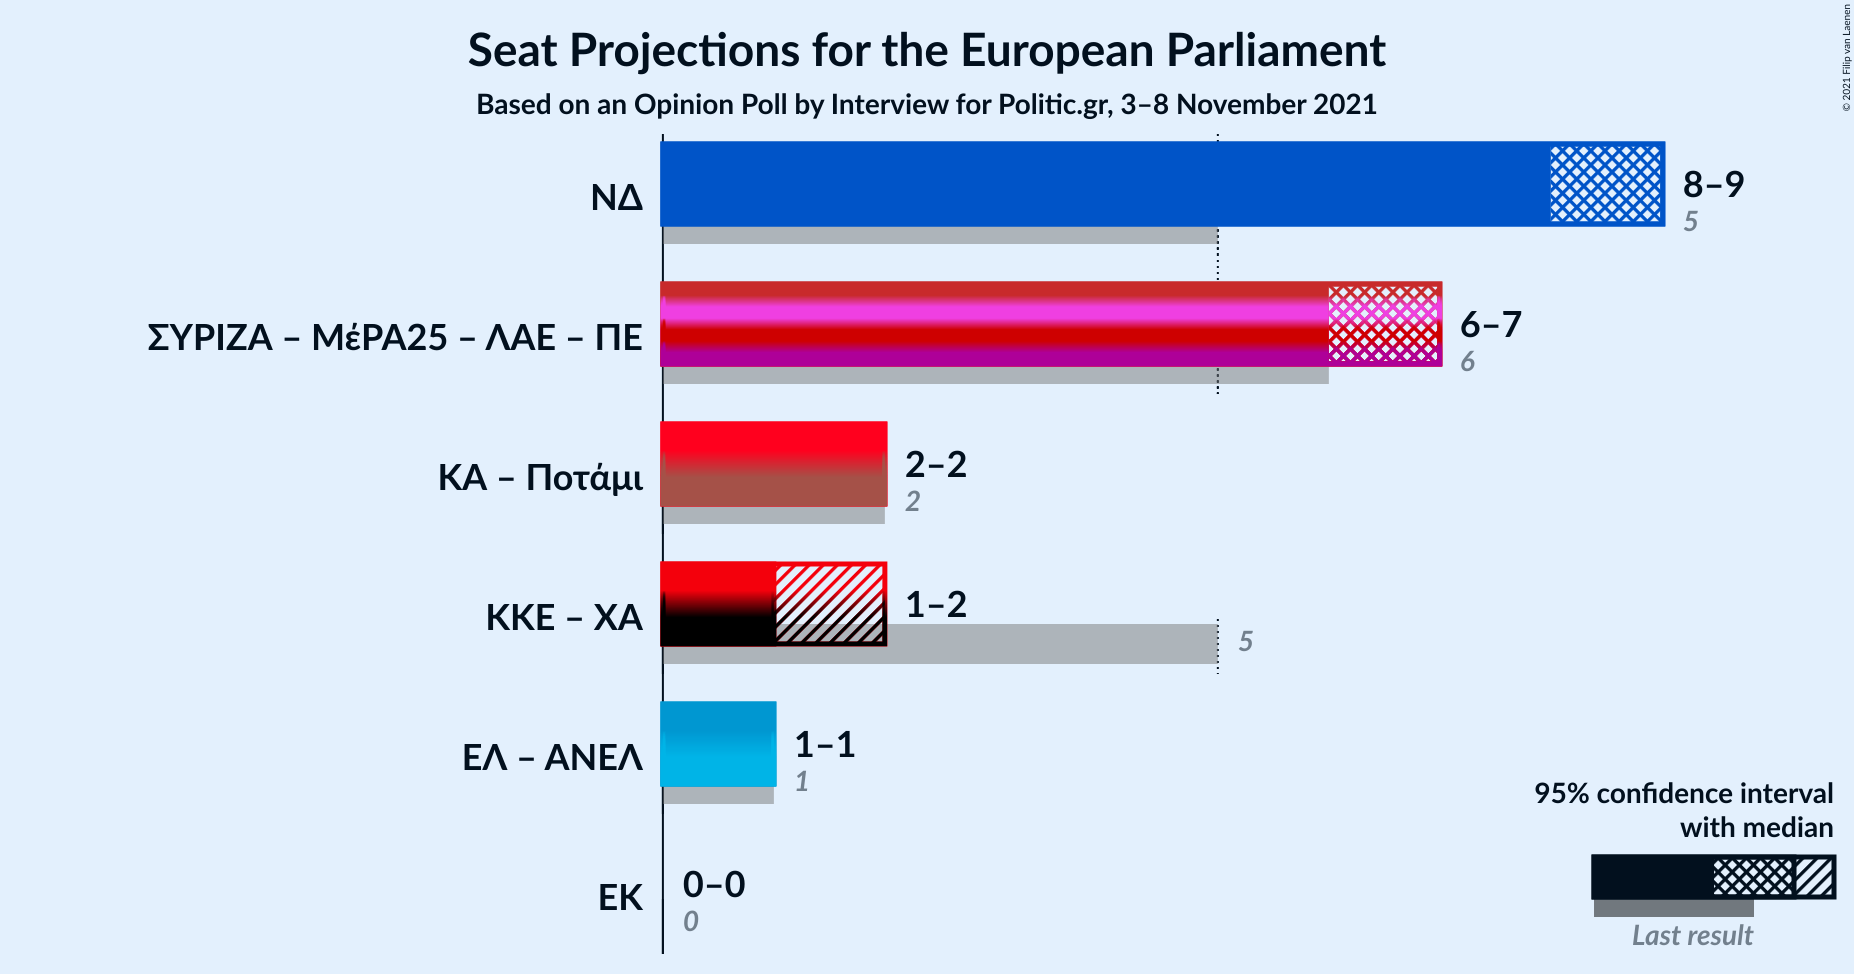 Seat Projections for the European Parliament
Based on an Opinion Poll by Interview for Politic.gr, 3–8 November 2021
© 2021 Filip van Laenen
ΝΔ
8–9
5
ΣΥΡΙΖΑ – ΜέΡΑ25 – ΛΑΕ – ΠΕ
6–7
6
ΚΑ – Ποτάμι
2–2
2
ΚΚΕ – ΧΑ
1–2
5
ΕΛ – ΑΝΕΛ
1–1
1
ΕΚ
0–0
0
95% confidence interval
with median
Last result